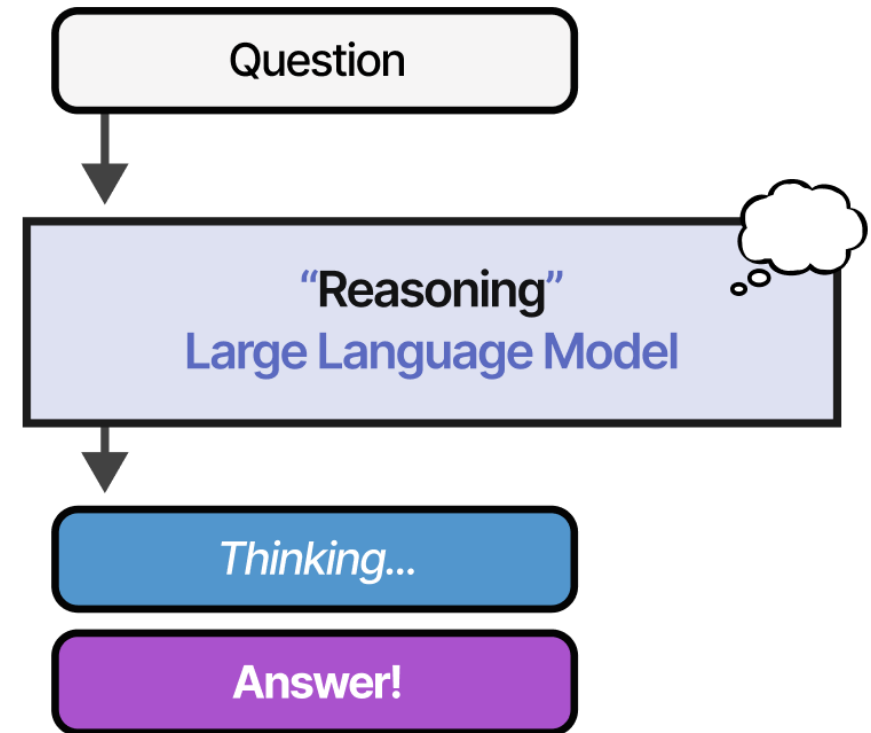 Question
“Reasoning”
Large Language Model
Thinking...
Answer!